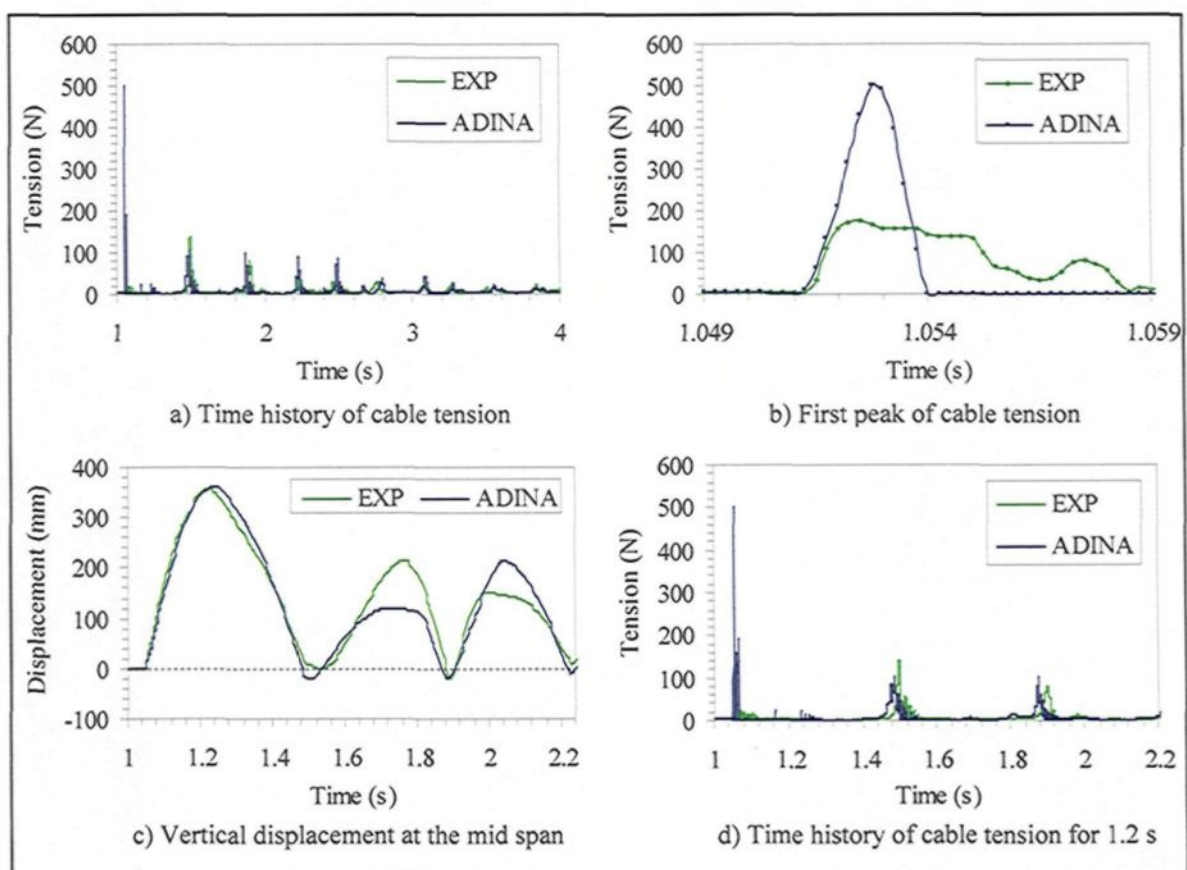 600
500
400
300
200
100
0
Tension (N)
EXP
ADINA
1 2 3 4
Time (s)
a) Time history of cable tension
600
500
400
300
200
100
0
Tension (N)
EXP
ADINA
1.049 1.054 1.059
Time (s)
b) First peak of cable tension
400
300
200
100
0
-100
Displacement (mm)
EXP ADINA
1 1.2 1.4 1.6 1.8 2 2.2
Time (s)
c) Vertical displacement at the mid span
600
500
400
300
200
100
0
Tension (N)
EXP
ADINA
1 1.2 1.4 1.6 1.8 2 2.2
Time (s)
d) Time history of cable tension for 1.2 s